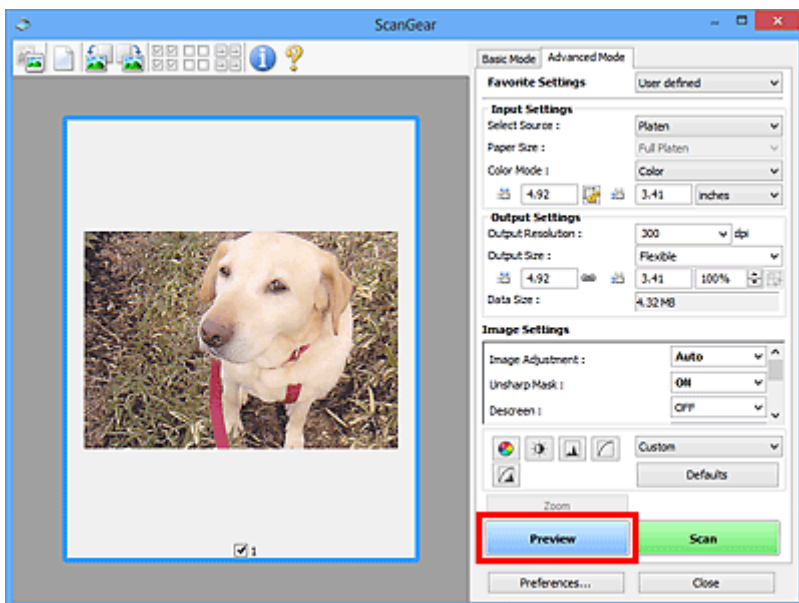 ScanGear
Basic Mode Advanced Mode
Favorite Settings User defined
Input Settings
Select Source : Platen
Paper Size : Full Platen
Color Mode : Color
4.92 3.41 inches
Output Settings
Output Resolution : 300 dpi
Output Size : Flexible
4.92 3.41 100%
Data Size : 4.32 MB
Image Settings
Image Adjustment : Auto
Unsharp Mask : ON
Descreen : OFF
Custom
Defaults
Zoom
Preview Scan
1
Preferences... Close